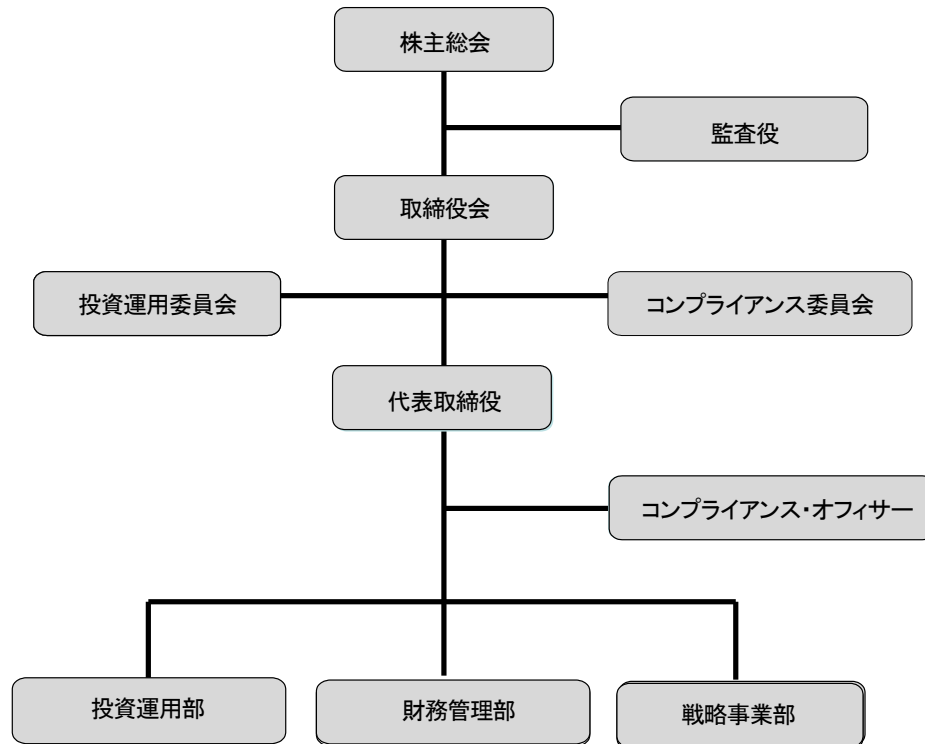 株主総会
監査役
取締役会
投資運用委員会
コンプライアンス委員会
代表取締役
コンプライアンス・オフィサー
投資運用部
財務管理部
戦略事業部